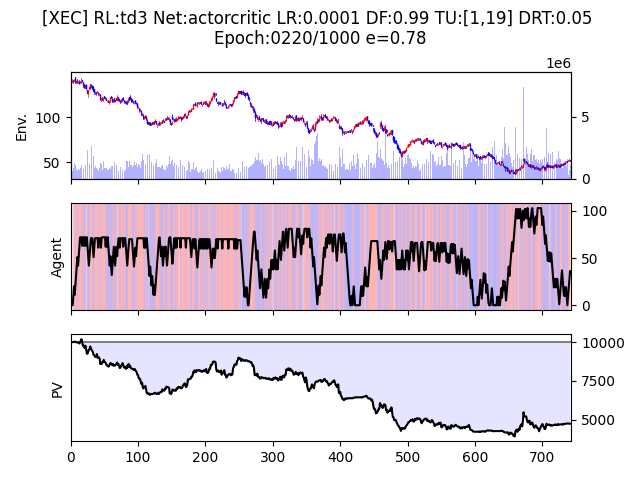 [XEC] RL:td3 Net:actorcritic LR:0.0001 DF:0.99 TU:[1,19] DRT:0.05
Epoch:0220/1000 e=0.78
1e6
Env.
100
50
5
0
Agent
100
50
0
PV
10000
7500
5000
0 100 200 300 400 500 600 700